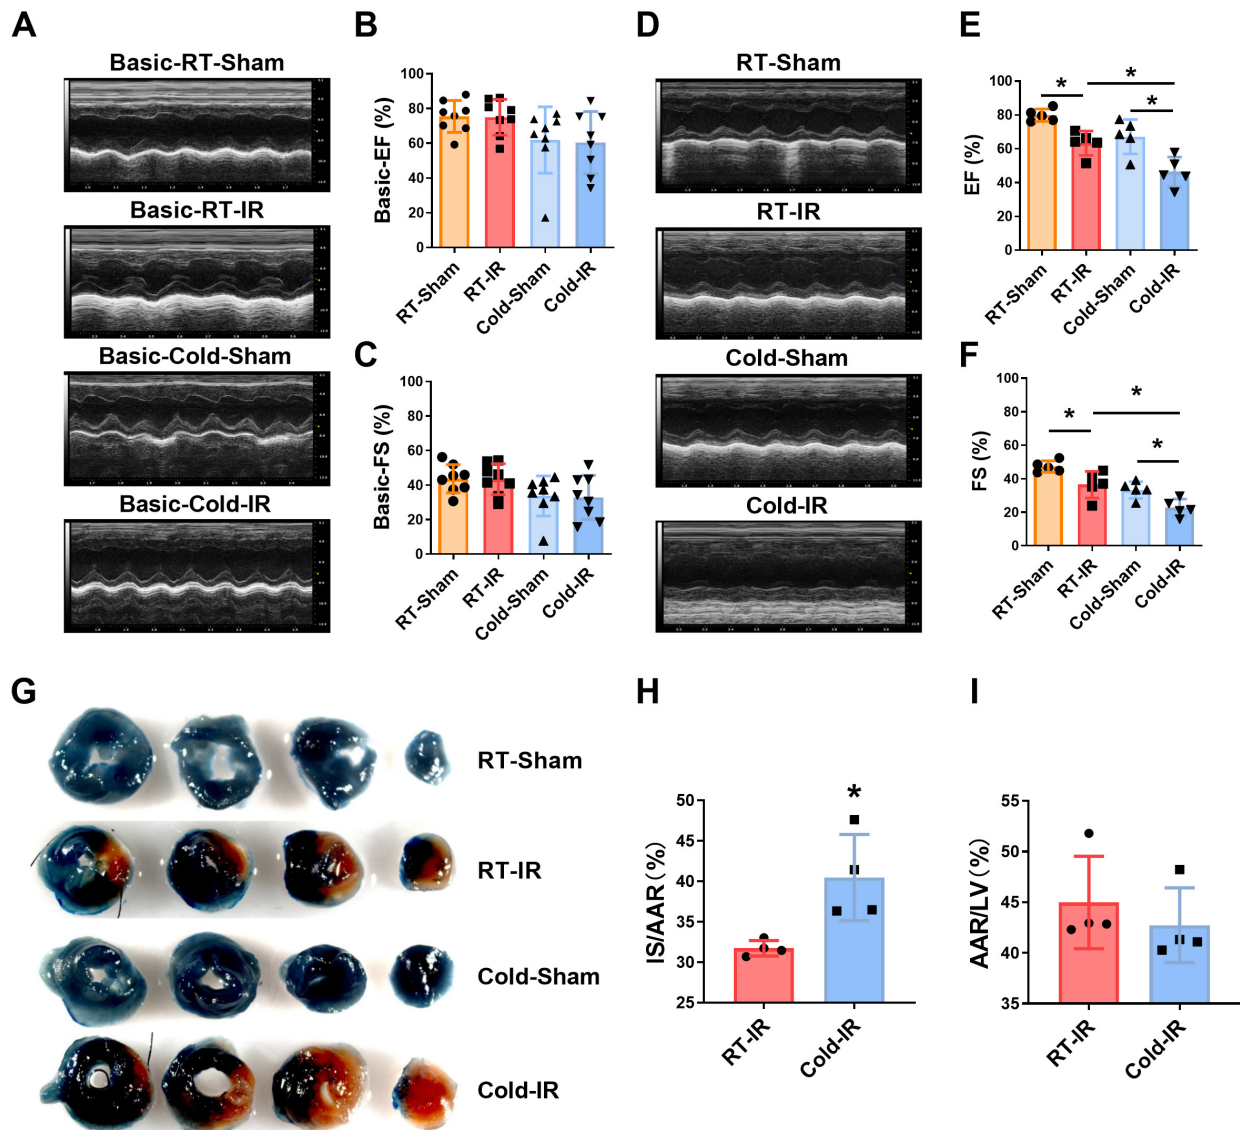 A
Basic-RT-Sham
Basic-RT-IR
Basic-Cold-Sham
Basic-Cold-IR
B
Basic-EF (%)
100
80
60
40
20
0
RT-Sham
RT-IR
Cold-Sham
Cold-IR
C
Basic-FS (%)
100
80
60
40
20
0
RT-Sham
RT-IR
Cold-Sham
Cold-IR
D
RT-Sham
RT-IR
Cold-Sham
Cold-IR
E
EF (%)
100
80
60
40
20
0
* * *
RT-Sham
RT-IR
Cold-Sham
Cold-IR
F
FS (%)
100
80
60
40
20
0
* * *
RT-Sham
RT-IR
Cold-Sham
Cold-IR
G
RT-Sham
RT-IR
Cold-Sham
Cold-IR
H
IS/AAR (%)
50
45
40
35
30
25
*
RT-IR
Cold-IR
I
AAR/LV (%)
55
50
45
40
35
RT-IR
Cold-IR